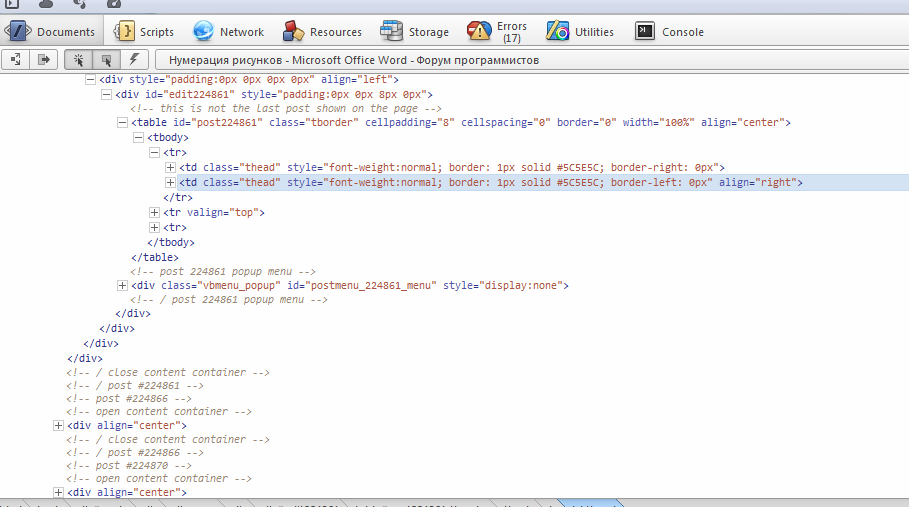 Documents Scripts Network Resources Storage Errors (17) Utilities Console
Нумерация рисунков - Microsoft Office Word - Форум программистов
<div style="padding:0px 0px 0px 0px" align="left">
<div id="edit224861" style="padding:0px 0px 8px 0px">
<!-- this is not the last post shown on the page -->
<table id="post224861" class="tborder" cellpadding="8" cellspacing="0" border="0" width="100%" align="center">
<tbody>
<tr>
<td class="thead" style="font-weight:normal; border: 1px solid #5C5E5C; border-right: 0px">
<td class="thead" style="font-weight:normal; border: 1px solid #5C5E5C; border-left: 0px" align="right">
</tr>
<tr valign="top">
<tr>
</tbody>
</table>
<!-- post 224861 popup menu -->
<div class="vbmenu_popup" id="postmenu_224861_menu" style="display:none">
<!-- / post 224861 popup menu -->
</div>
</div>
</div>
</div>
<!-- / close content container -->
<!-- / post #224861 -->
<!-- post #224866 -->
<!-- open content container -->
<div align="center">
<!-- / close content container -->
<!-- / post #224866 -->
<!-- post #224870 -->
<!-- open content container -->
<div align="center">